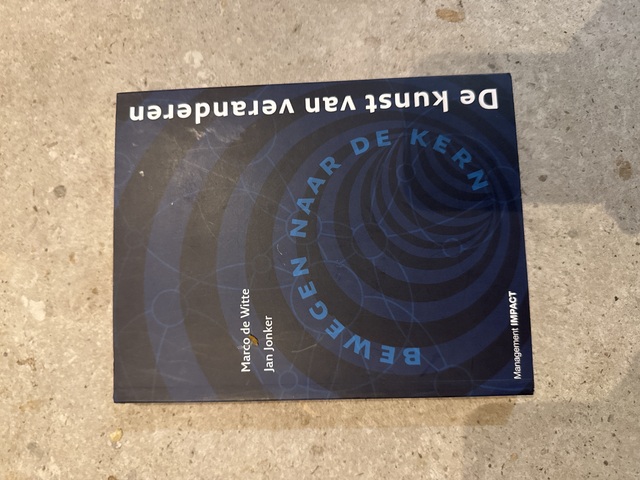 De kunst van veranderen
BEWEGEN NAAR DE KERN
Marco de Witte
Jan Jonker
Management IMPACT